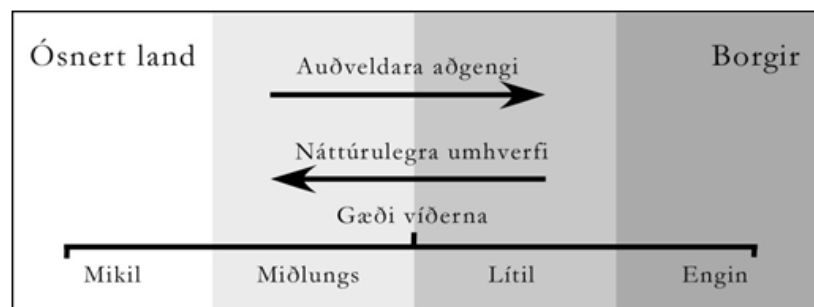 Ósnert land
Borgir
Auðveldara aðgengi
Náttúrulegra umhverfi
Gæði víðerna
Mikil
Miðlungs
Lítil
Engin